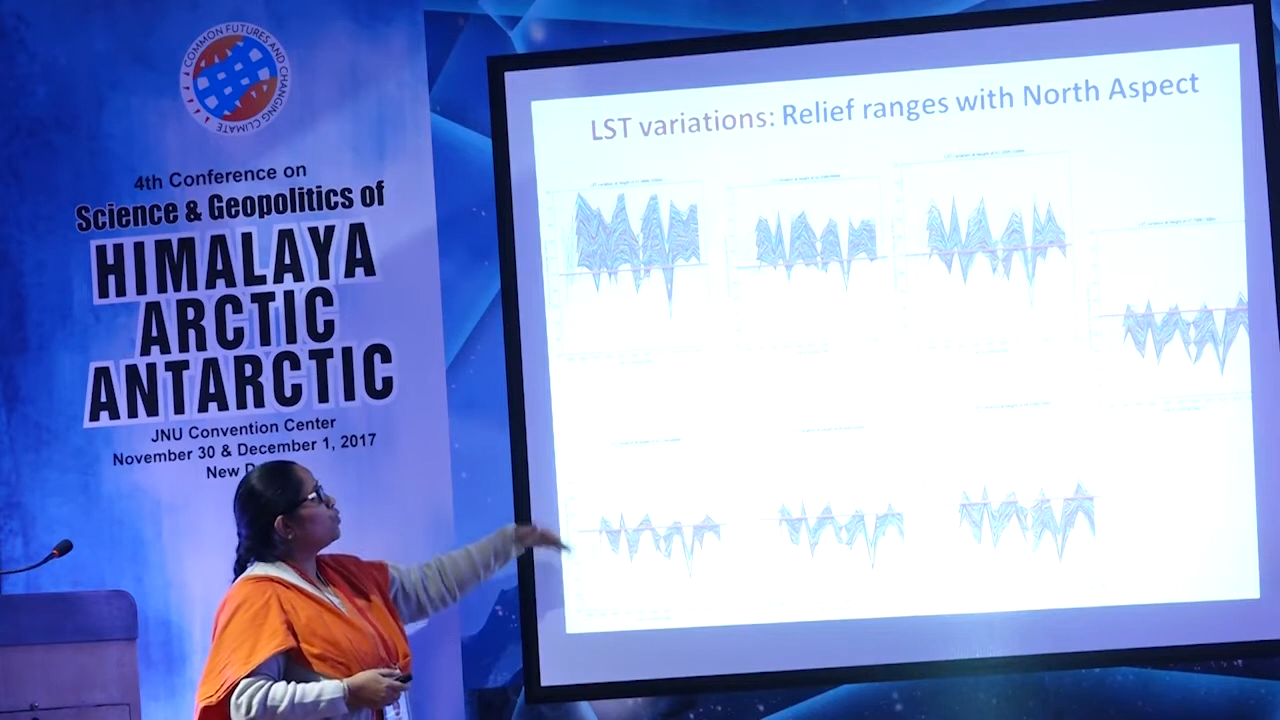 COMMON FUTURES AND CHANGING CLIMATE
4th Conference on
Science & Geopolitics of
HIMALAYA
ARCTIC
ANTARCTIC
JNU Convention Center
November 30 & December 1, 2017
New
LST variations: Relief ranges with North Aspect